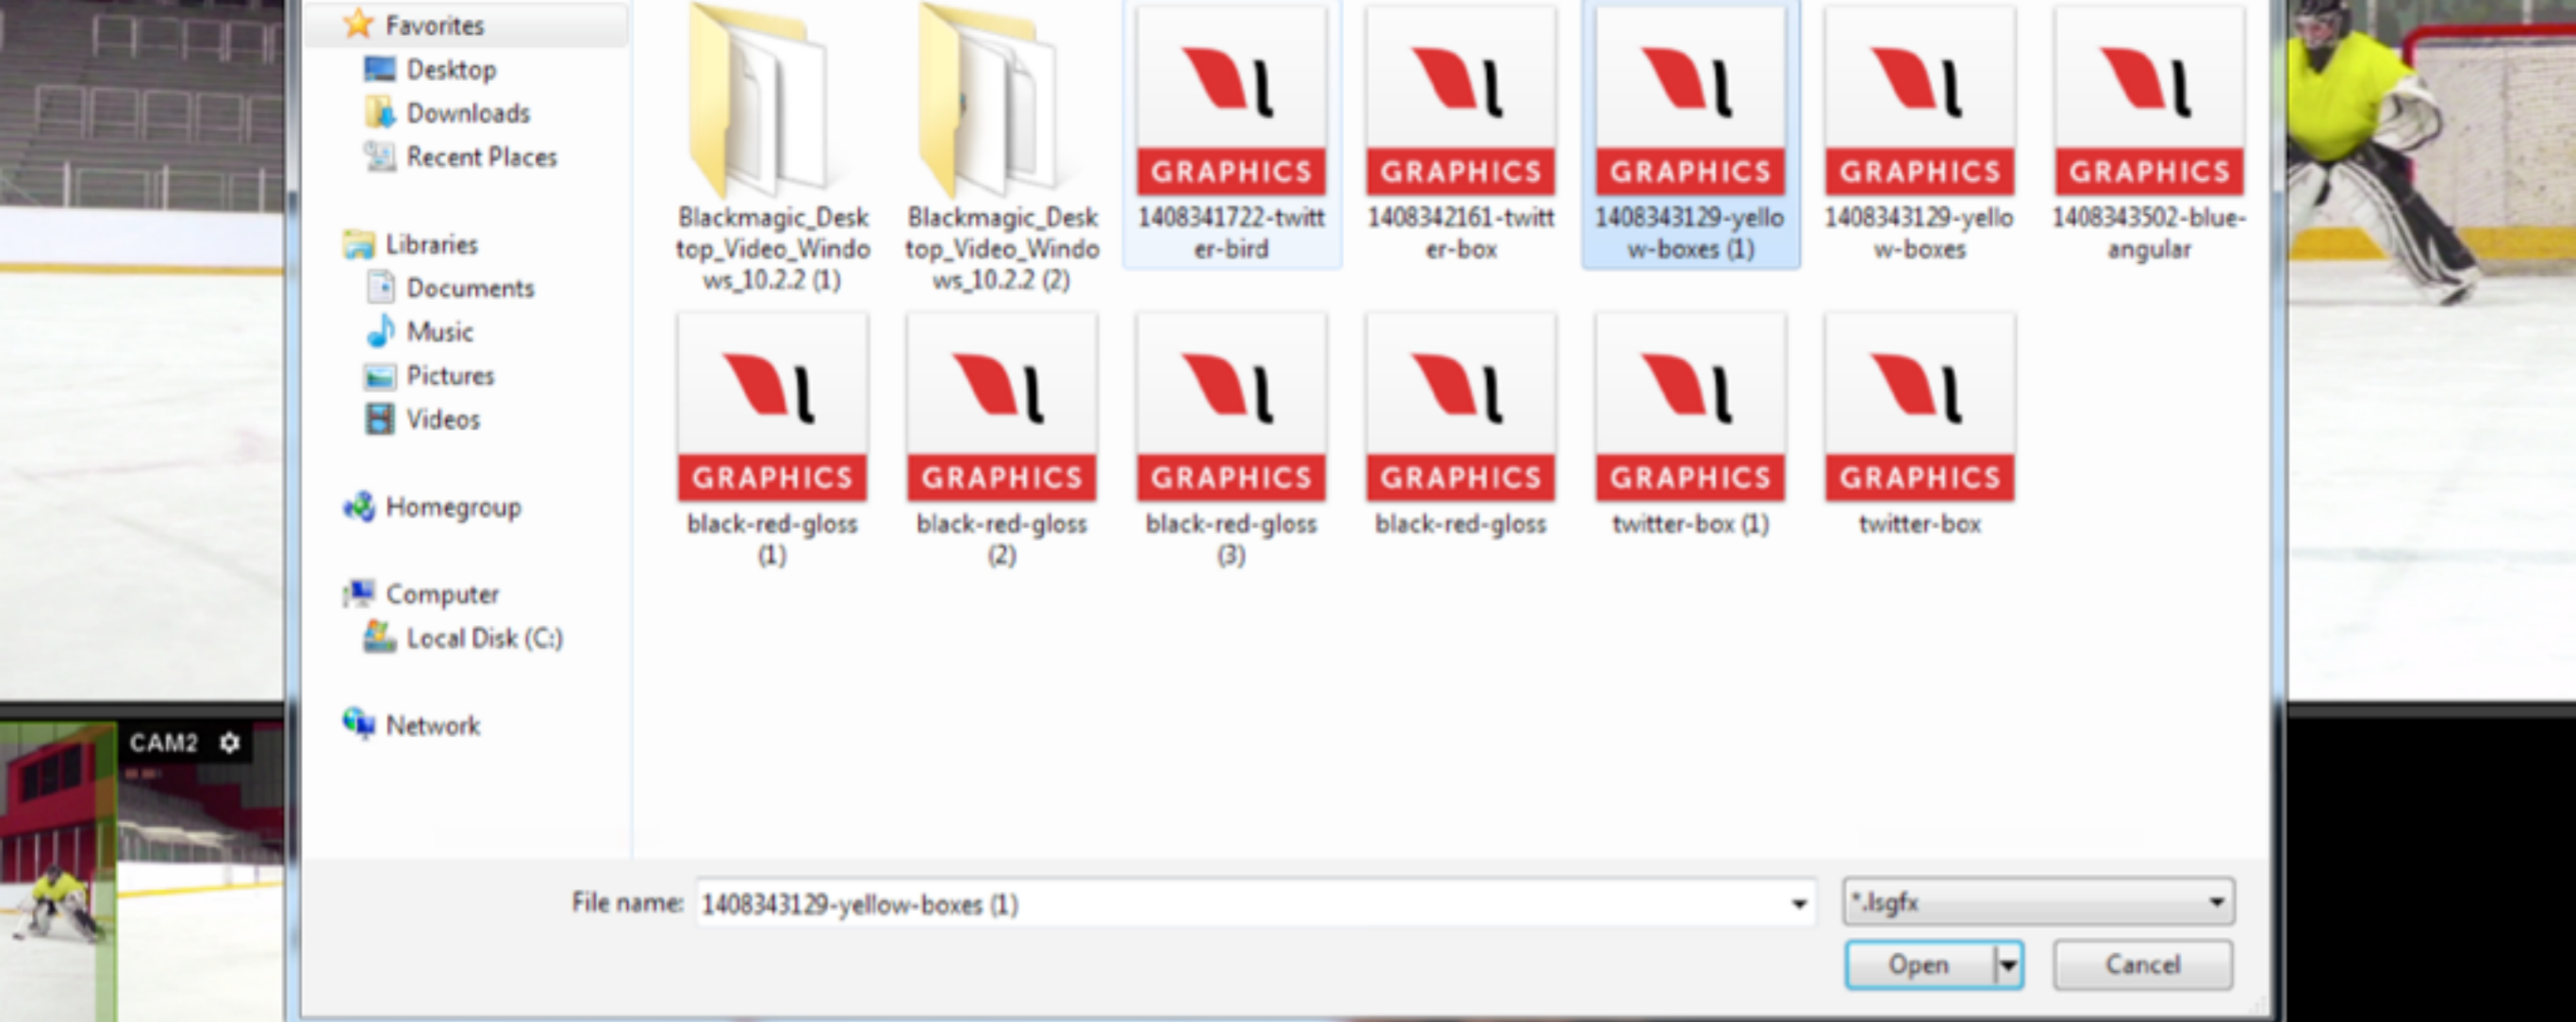 Favorites
Desktop
Downloads
Recent Places
Libraries
Documents
Music
Pictures
Videos
Homegroup
Computer
Local Disk (C:)
Network
Blackmagic_Desk
top_Video_Windo
ws_10.2.2 (1)
Blackmagic_Desk
top_Video_Windo
ws_10.2.2 (2)
GRAPHICS
1408341722-twitt
er-bird
GRAPHICS
1408342161-twitt
er-box
GRAPHICS
1408343129-yello
w-boxes (1)
GRAPHICS
1408343129-yello
w-boxes
GRAPHICS
1408343502-blue-
angular
GRAPHICS
black-red-gloss
(1)
GRAPHICS
black-red-gloss
(2)
GRAPHICS
black-red-gloss
(3)
GRAPHICS
black-red-gloss
GRAPHICS
twitter-box (1)
GRAPHICS
twitter-box
CAM2
File name: 1408343129-yellow-boxes (1)
*.lsgfx
Open
Cancel